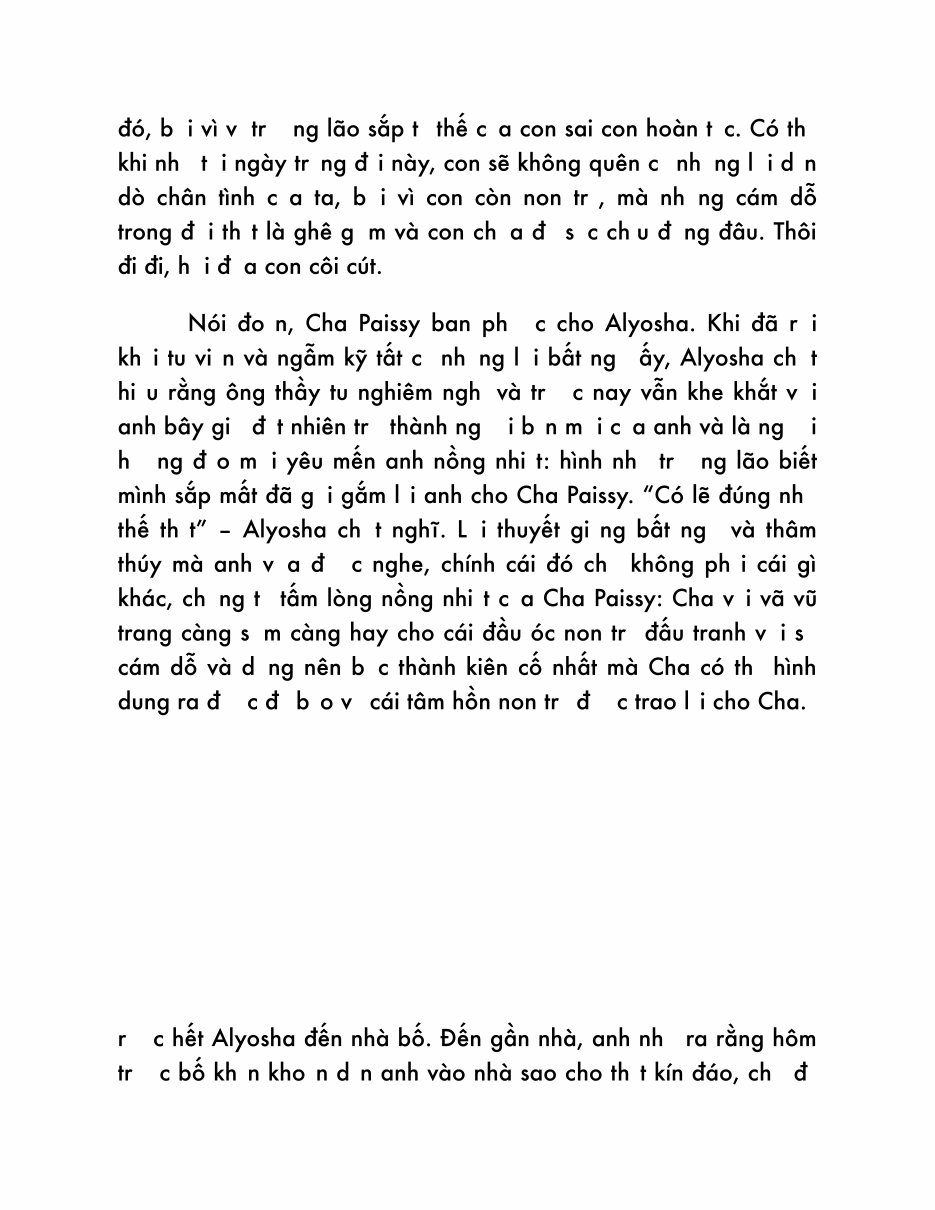 đó, b i vì v tr ng lão sắp t thế c a con sai con hoàn t c. Có th
khi nh t i ngày tr ng đ i này, con sẽ không quên c nh ng l i d n
dò chân tình c a ta, b i vì con còn non tr , mà nh ng cám dỗ
trong đ i th t là ghê g m và con ch a đ s c ch u đ ng đâu. Thôi
đi đi, h i đ a con côi cút.
Nói đo n, Cha Paissy ban ph c cho Alyosha. Khi đã r i
kh i tu vi n và ngẫm kỹ tất c nh ng l i bất ng ấy, Alyosha ch t
hi u rằng ông thầy tu nghiêm ngh và tr c nay vẫn khe khắt v i
anh bây gi đ t nhiên tr thành ng i b n m i c a anh và là ng i
h ng đ o m i yêu mến anh nồng nhi t: hình nh tr ng lão biết
mình sắp mất đã g i gắm l i anh cho Cha Paissy. “Có lẽ đúng nh
thế th t” – Alyosha ch t nghĩ. L i thuyết gi ng bất ng và thâm
thúy mà anh v a đ c nghe, chính cái đó ch không ph i cái gì
khác, ch ng t tấm lòng nồng nhi t c a Cha Paissy: Cha v i vã vũ
trang càng s m càng hay cho cái đầu óc non tr đấu tranh v i s
cám dỗ và d ng nên b c thành kiên cố nhất mà Cha có th hình
dung ra đ c đ b o v cái tâm hồn non tr đ c trao l i cho Cha.
r c hết Alyosha đến nhà bố. Đến gần nhà, anh nh ra rằng hôm
tr c bố kh n kho n d n anh vào nhà sao cho th t kín đáo, ch đ